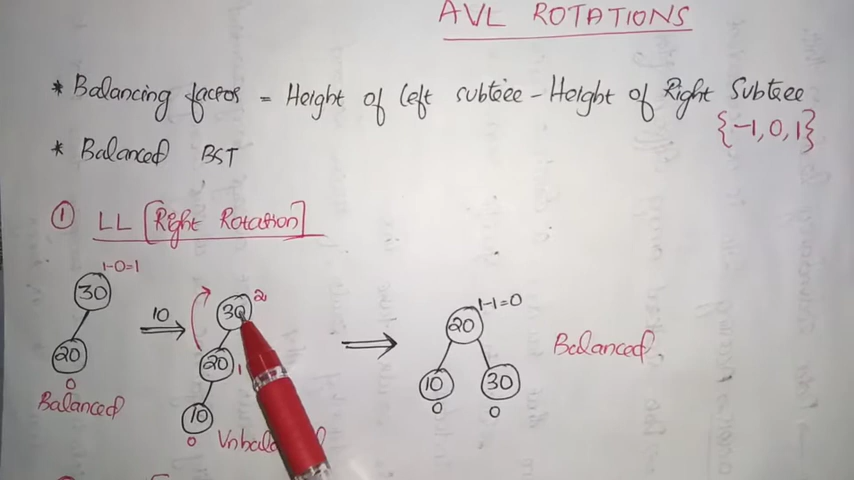 AVL ROTATIONS
* Balancing factor = Height of left subtree - Height of Right Subtree
{-1, 0, 1}
* Balanced BST
① LL [Right Rotation]
1-0=1
30
20
0
Balanced
10
30 2
20 1
10
0
1-1=0
20
10 30
0 0
Balanced